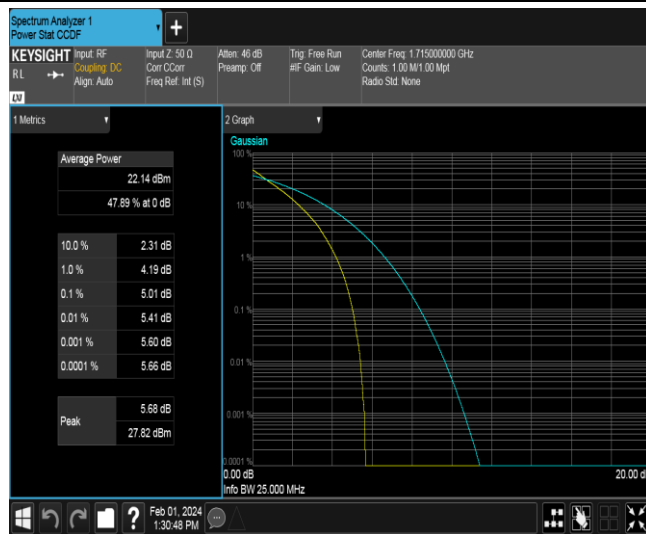 Spectrum Analyzer 1
Power Stat CCDF
+
KEYSIGHT
Input: RF
Input Z: 50 Ω
Atten: 46 dB
Trig: Free Run
Center Freq: 1.715000000 GHz
RL
Coupling: DC
Corr CCorr
Preamp: Off
#IF Gain: Low
Counts: 1.00 M/1.00 Mpt
Align: Auto
Freq Ref: Int (S)
Radio Std: None
LXI
1 Metrics
2 Graph
Average Power
22.14 dBm
47.89 % at 0 dB
10.0 % 2.31 dB
1.0 % 4.19 dB
0.1 % 5.01 dB
0.01 % 5.41 dB
0.001 % 5.60 dB
0.0001 % 5.66 dB
Peak
5.68 dB
27.82 dBm
Gaussian
100 %
10 %
1 %
0.1 %
0.01 %
0.001 %
0.0001 %
0.00 dB
20.00 d
Info BW 25.000 MHz
?
Feb 01, 2024
1:30:48 PM